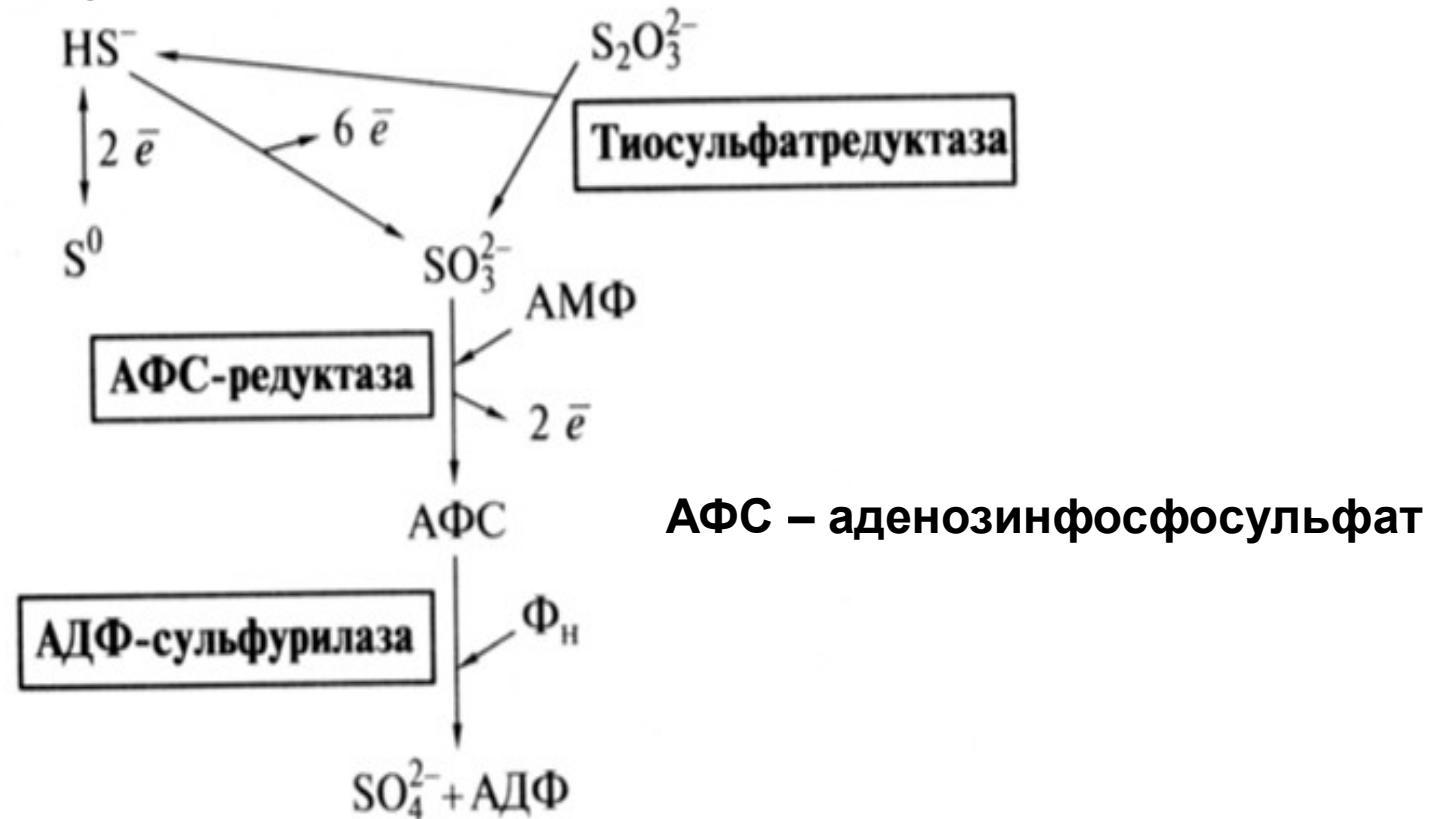 HS⁻
S₂O₃²⁻
6 e̅
2 e̅
Тиосульфатредуктаза
S⁰
SO₃²⁻
АМФ
АФС-редуктаза
2 e̅
АФС
АФС – аденозинфосфосульфат
Фн
АДФ-сульфурилаза
SO₄²⁻+АДФ